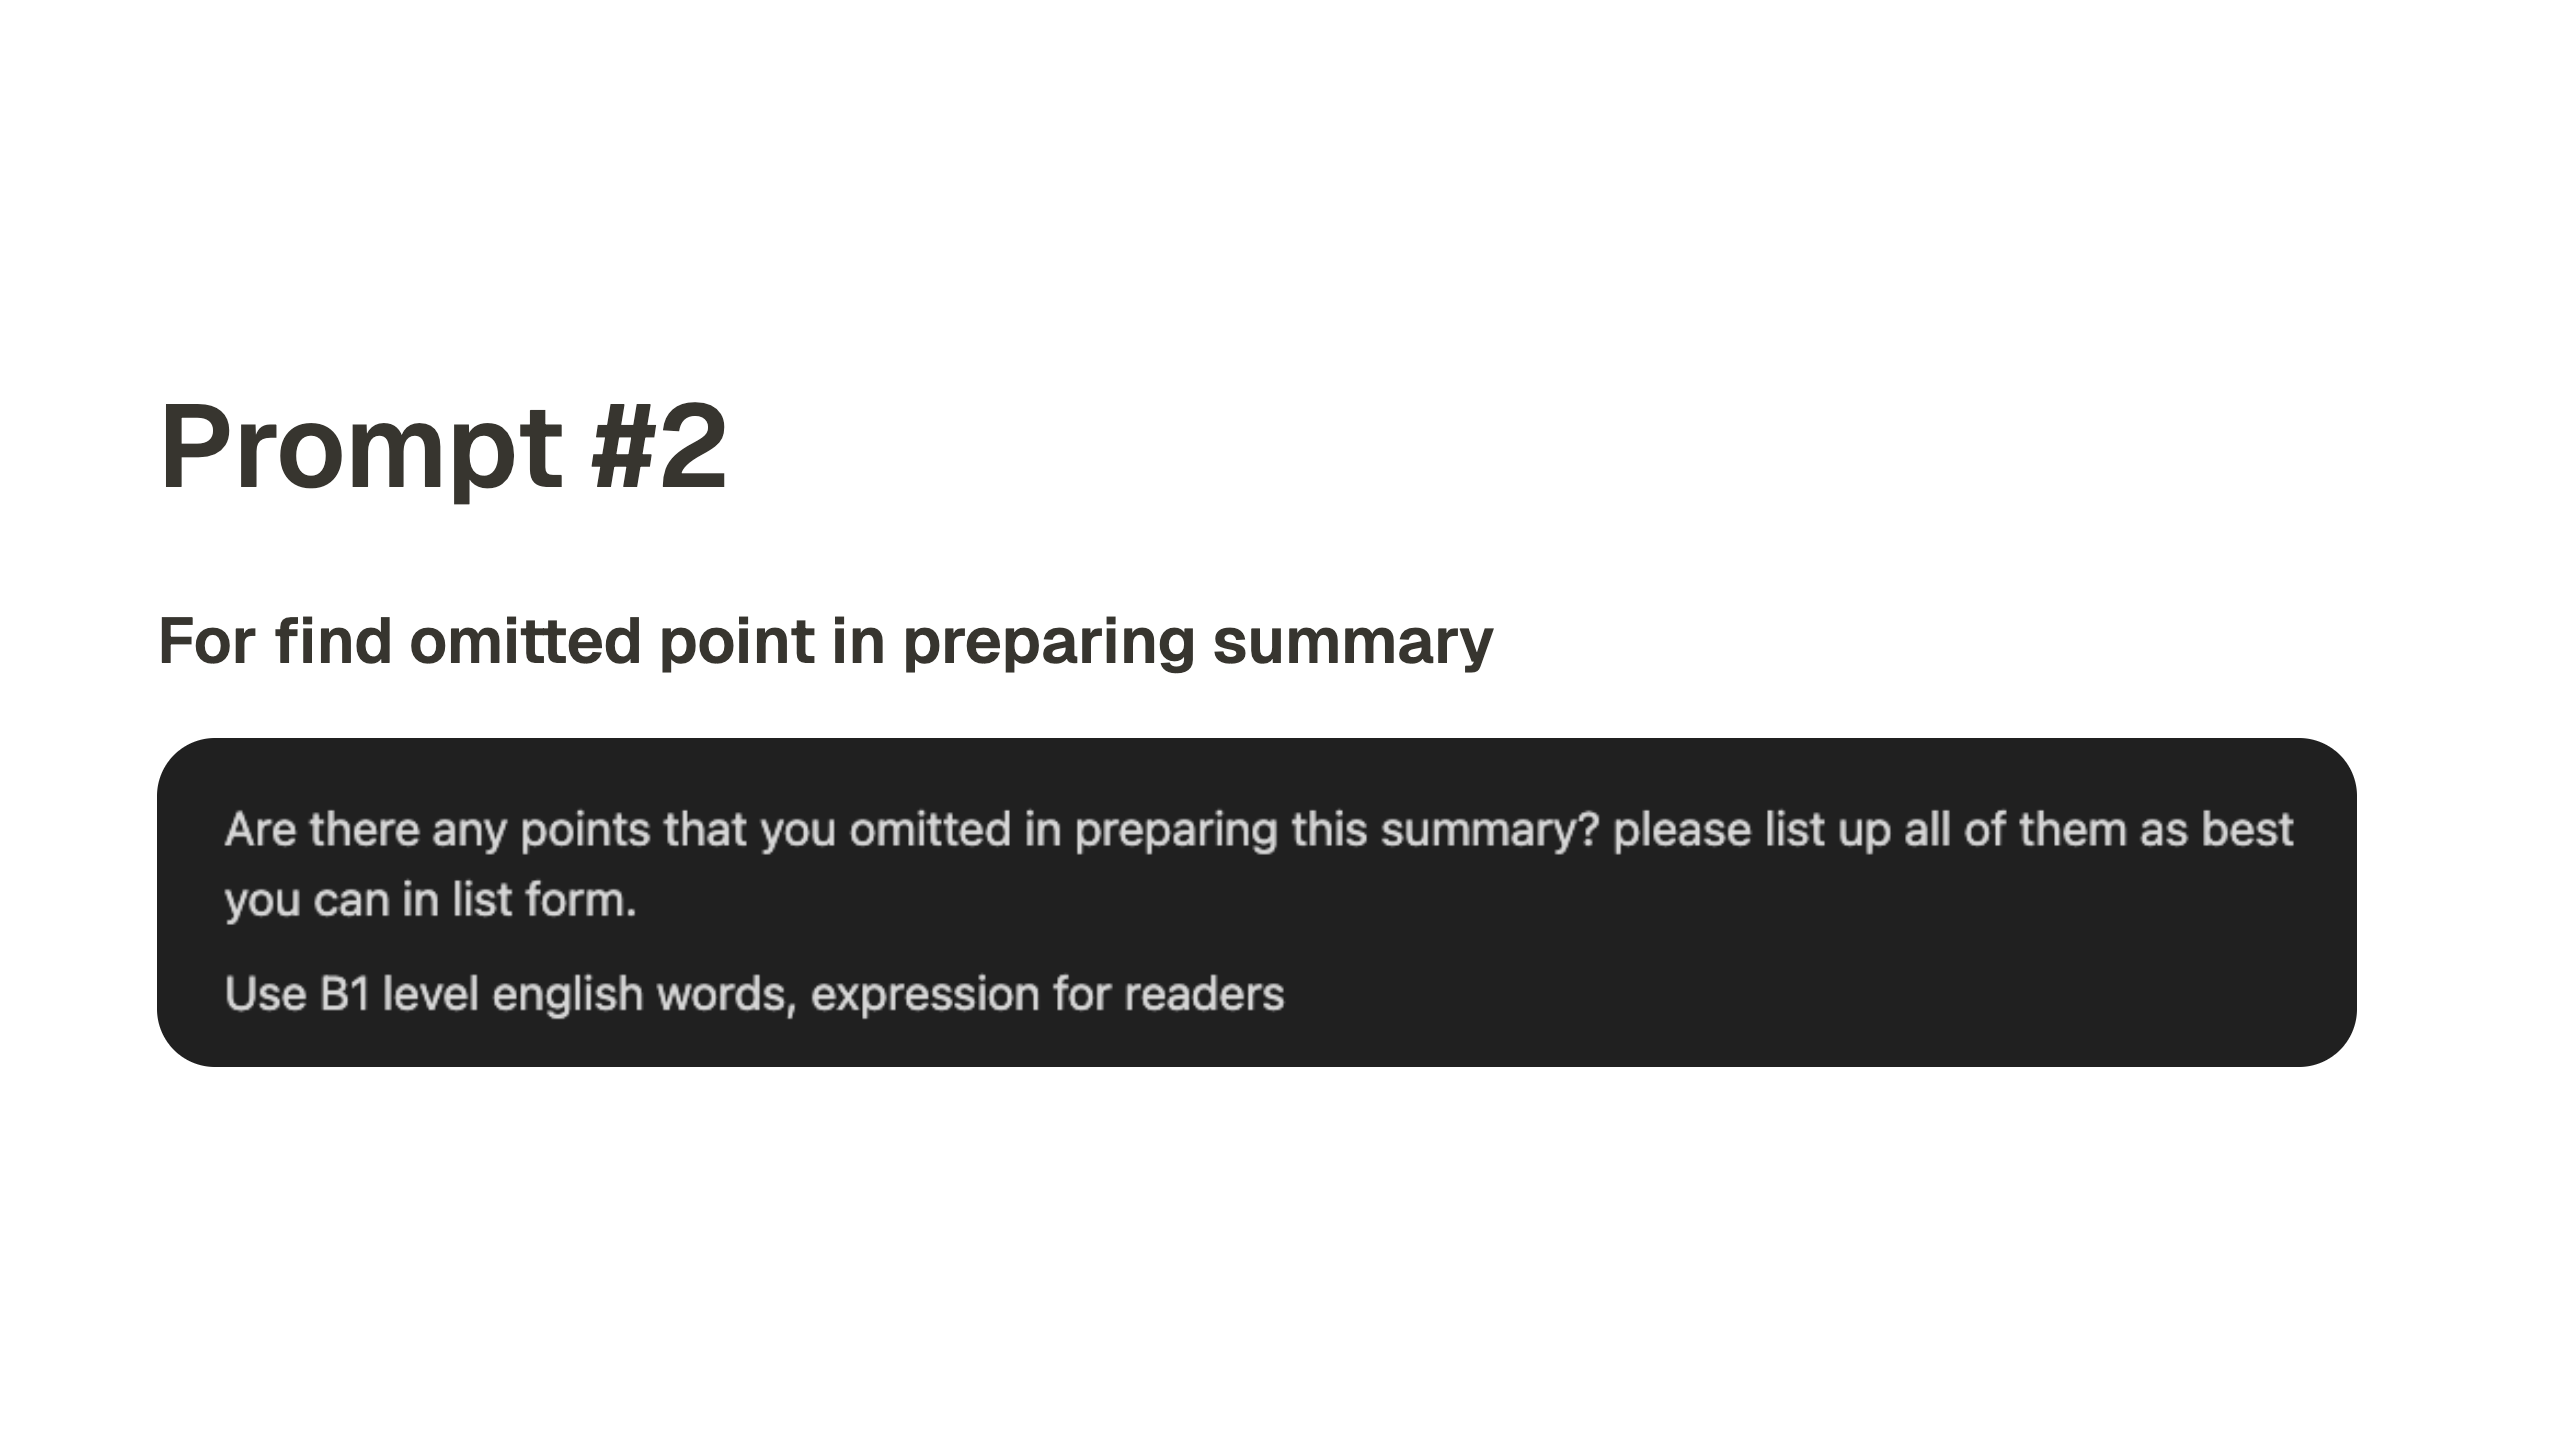 Prompt #2
For find omitted point in preparing summary
Are there any points that you omitted in preparing this summary? please list up all of them as best
you can in list form.
Use B1 level english words, expression for readers